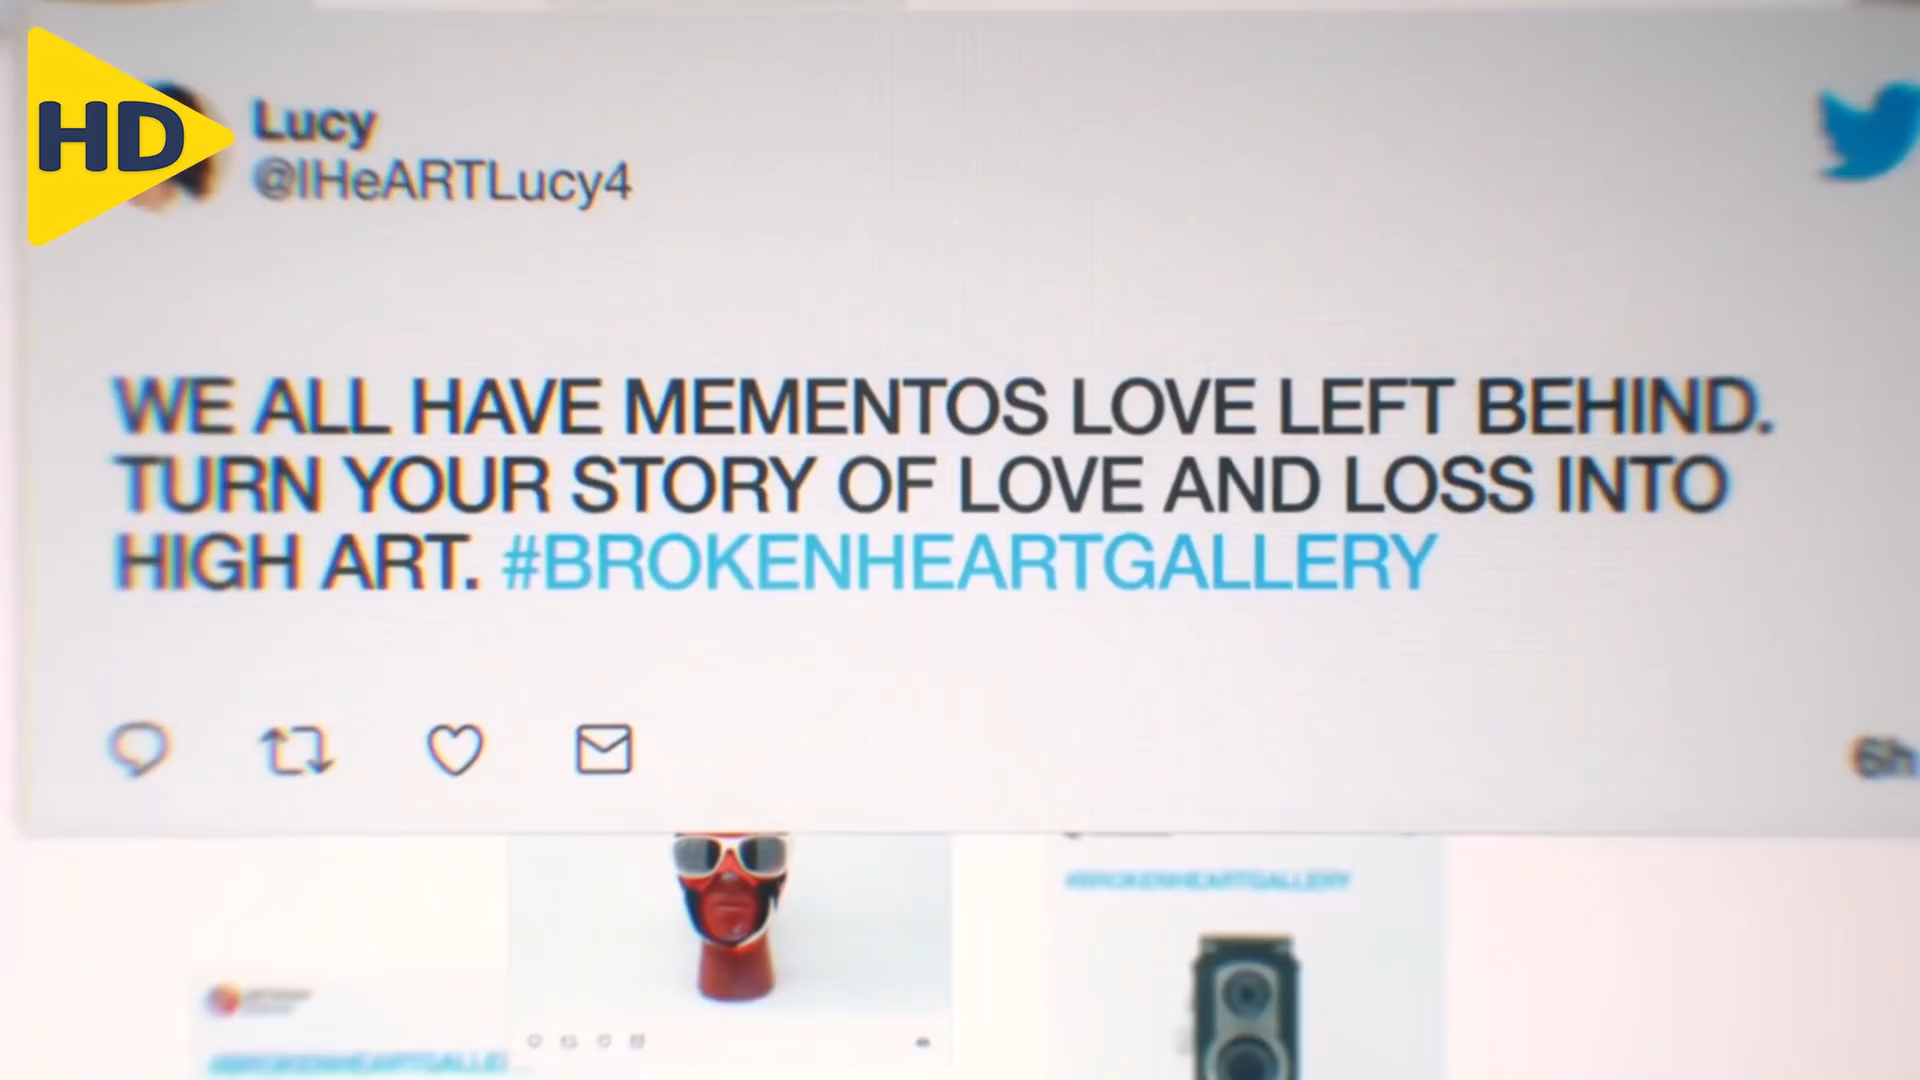 HD
Lucy
@IHeARTLucy4
WE ALL HAVE MEMENTOS LOVE LEFT BEHIND.
TURN YOUR STORY OF LOVE AND LOSS INTO
HIGH ART. #BROKENHEARTGALLERY
6h
#BROKENHEARTGALLERY